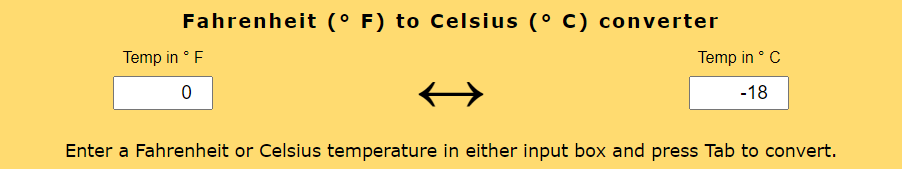 Fahrenheit (° F) to Celsius (° C) converter
Temp in ° F Temp in ° C
0 -18
Enter a Fahrenheit or Celsius temperature in either input box and press Tab to convert.